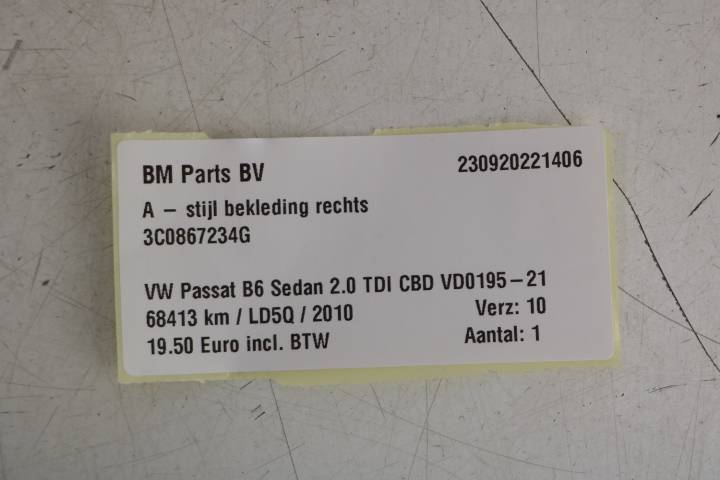 BM Parts BV 230920221406
A – stijl bekleding rechts
3C0867234G
VW Passat B6 Sedan 2.0 TDI CBD VD0195–21
68413 km / LD5Q / 2010 Verz: 10
19.50 Euro incl. BTW Aantal: 1